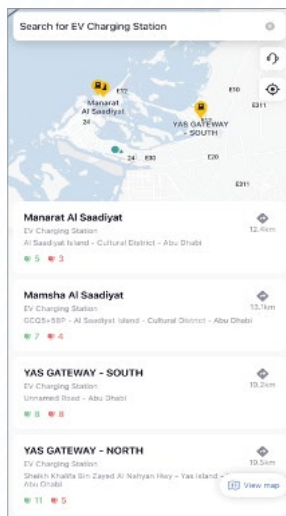 Search for EV Charging Station
E12
E10
E311
Manarat
Al Saadiyat
24
YAS GATEWAY
- SOUTH
24 E30
E20
E311
Manarat Al Saadiyat
EV Charging Station
12.4km
Al Saadiyat Island - Cultural District - Abu Dhabi
5 3
Mamsha Al Saadiyat
EV Charging Station
13.1km
GCQ5+58P - Al Saadiyat Island - Cultural District - Abu Dhabi
7 4
YAS GATEWAY - SOUTH
EV Charging Station
19.2km
Unnamed Road - Abu Dhabi
8 8
YAS GATEWAY - NORTH
EV Charging Station
19.5km
Sheikh Khalifa Bin Zayed Al Nahyan Hwy - Yas Island -
Abu Dhabi
View map
11 5